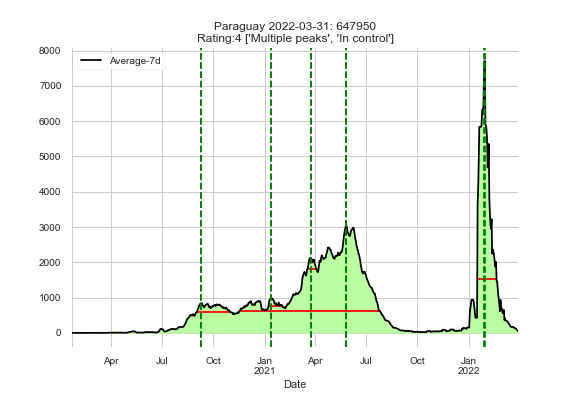 Paraguay 2022-03-31: 647950
Rating:4 ['Multiple peaks', 'In control']
Average-7d
8000
7000
6000
5000
4000
3000
2000
1000
0
Apr Jul Oct Jan Apr Jul Oct Jan
2021 2022
Date